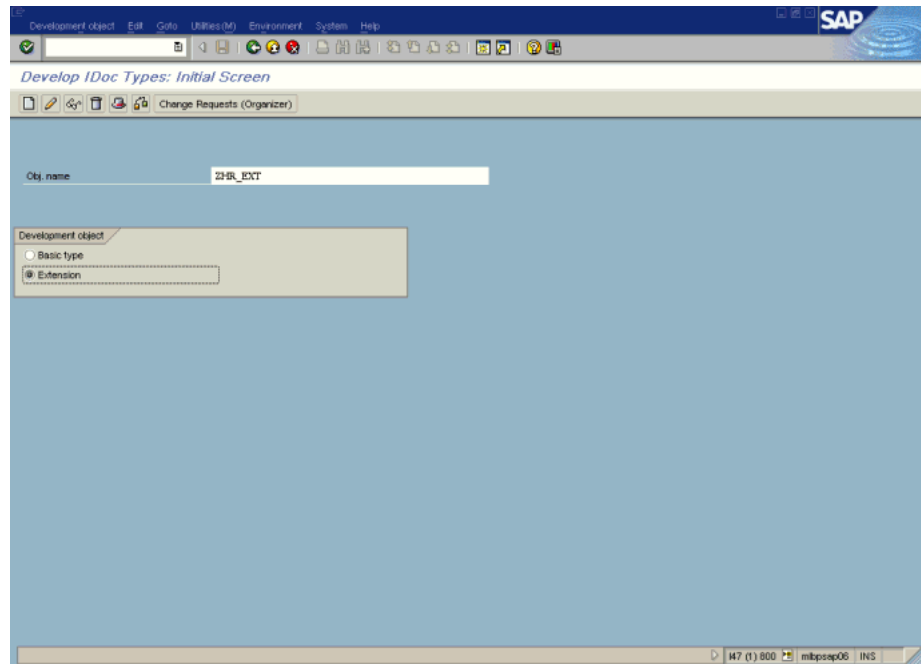 Development object Edit Goto Utilities(M) Environment System Help
SAP
Develop IDoc Types: Initial Screen
Change Requests (Organizer)
Obj. name ZHR_EXT
Development object
Basic type
Extension
I47 (1) 800 mlbpsap06 INS